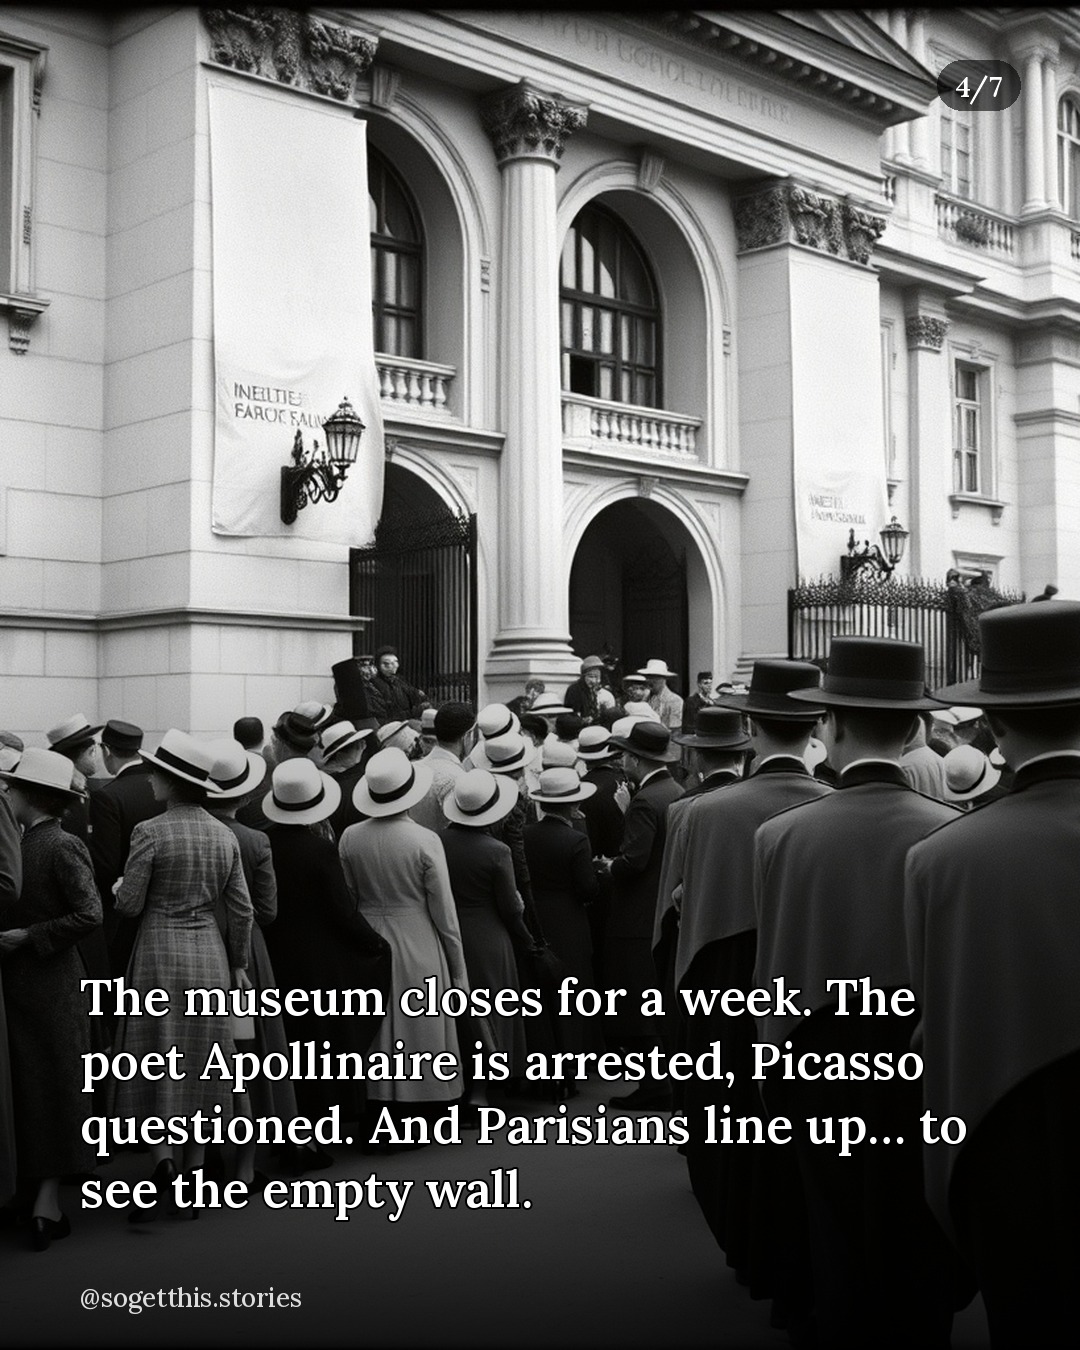 4/7
The museum closes for a week. The
poet Apollinaire is arrested, Picasso
questioned. And Parisians line up... to
see the empty wall.
@sogetthis.stories